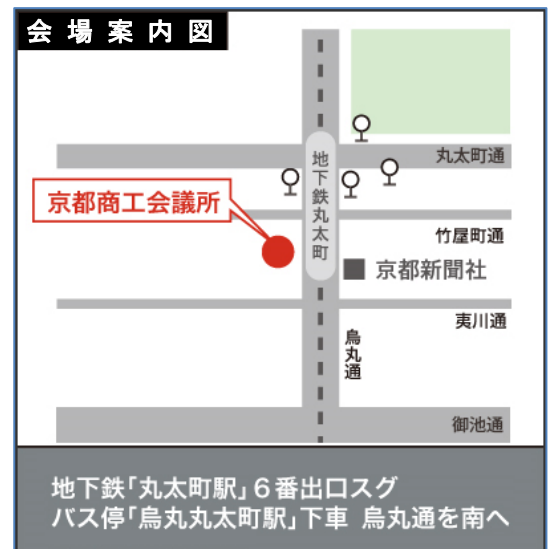 会場案内図
丸太町通
地下鉄丸太町
京都商工会議所
竹屋町通
京都新聞社
夷川通
烏丸通
御池通
地下鉄「丸太町駅」6番出口スグ
バス停「烏丸丸太町駅」下車 烏丸通を南へ